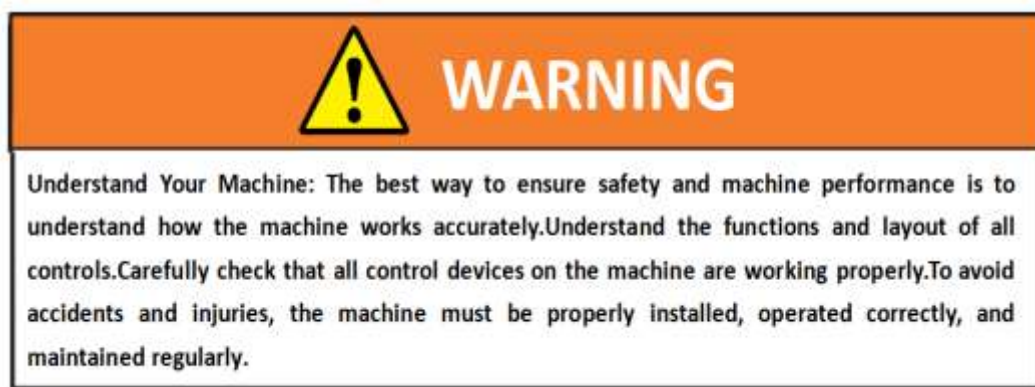 WARNING
Understand Your Machine: The best way to ensure safety and machine performance is to
understand how the machine works accurately.Understand the functions and layout of all
controls.Carefully check that all control devices on the machine are working properly.To avoid
accidents and injuries, the machine must be properly installed, operated correctly, and
maintained regularly.